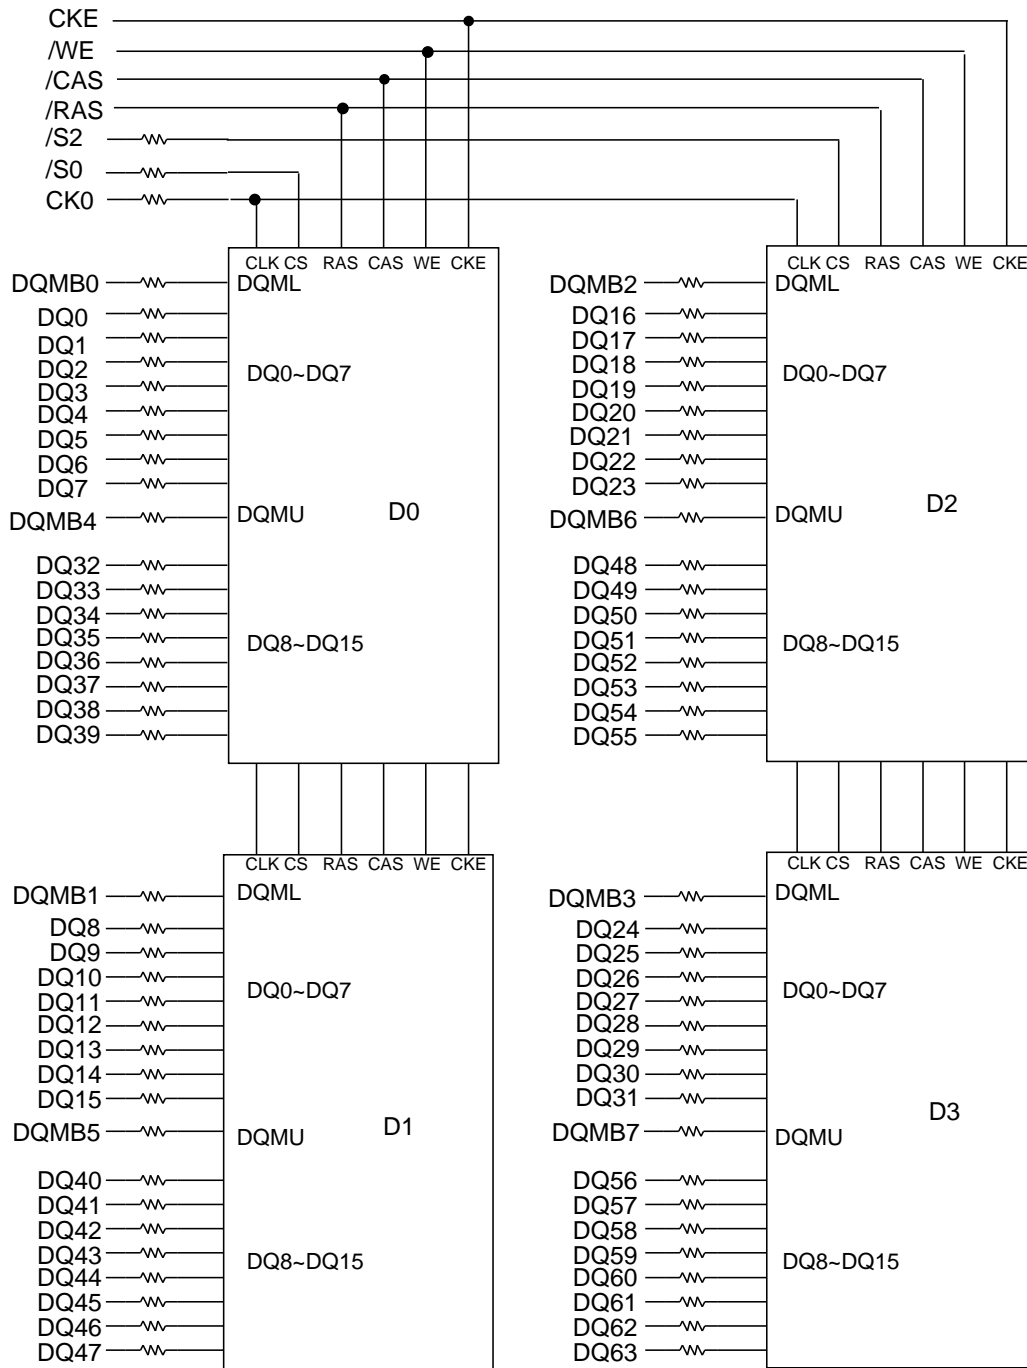 CKE
/WE
/CAS
/RAS
/S2
/S0
CK0
CLK CS RAS CAS WE CKE
DQMB0
DQML
DQ0
DQ1
DQ2
DQ3
DQ4
DQ5
DQ6
DQ7
DQ0~DQ7
DQMB4
DQMU
D0
DQ32
DQ33
DQ34
DQ35
DQ36
DQ37
DQ38
DQ39
DQ8~DQ15
CLK CS RAS CAS WE CKE
DQMB2
DQML
DQ16
DQ17
DQ18
DQ19
DQ20
DQ21
DQ22
DQ23
DQ0~DQ7
DQMB6
DQMU
D2
DQ48
DQ49
DQ50
DQ51
DQ52
DQ53
DQ54
DQ55
DQ8~DQ15
CLK CS RAS CAS WE CKE
DQMB1
DQML
DQ8
DQ9
DQ10
DQ11
DQ12
DQ13
DQ14
DQ15
DQ0~DQ7
DQMB5
DQMU
D1
DQ40
DQ41
DQ42
DQ43
DQ44
DQ45
DQ46
DQ47
DQ8~DQ15
CLK CS RAS CAS WE CKE
DQMB3
DQML
DQ24
DQ25
DQ26
DQ27
DQ28
DQ29
DQ30
DQ31
DQ0~DQ7
DQMB7
DQMU
D3
DQ56
DQ57
DQ58
DQ59
DQ60
DQ61
DQ62
DQ63
DQ8~DQ15